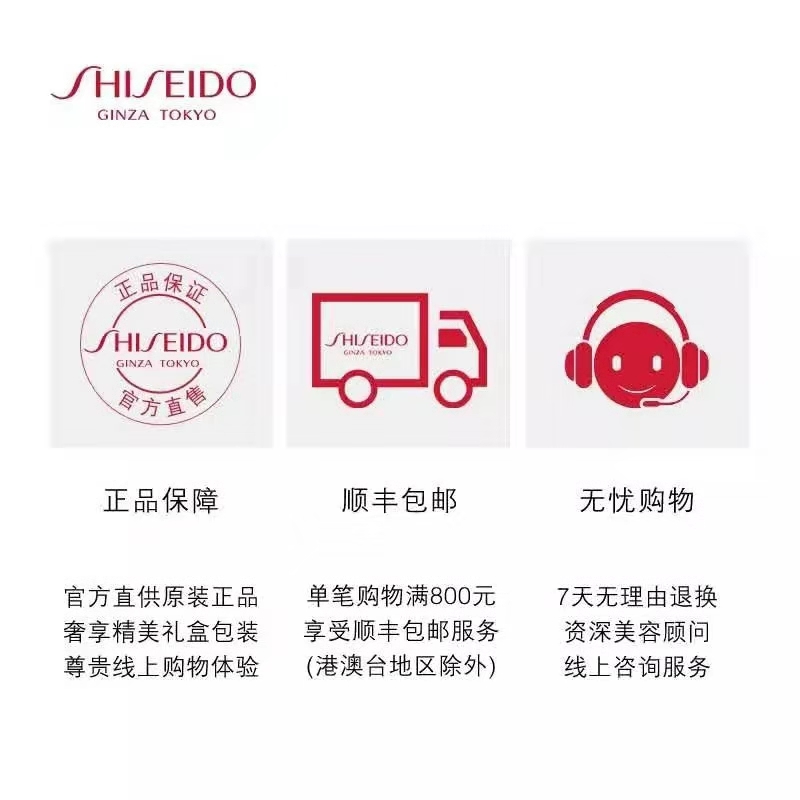 SHISEIDO
GINZA TOKYO
正品保证
SHISEIDO
GINZA TOKYO
官方直售
SHISEIDO
GINZA TOKYO
正品保障
顺丰包邮
无忧购物
官方直供原装正品
奢享精美礼盒包装
尊贵线上购物体验
单笔购物满800元
享受顺丰包邮服务
(港澳台地区除外)
7天无理由退换
资深美容顾问
线上咨询服务